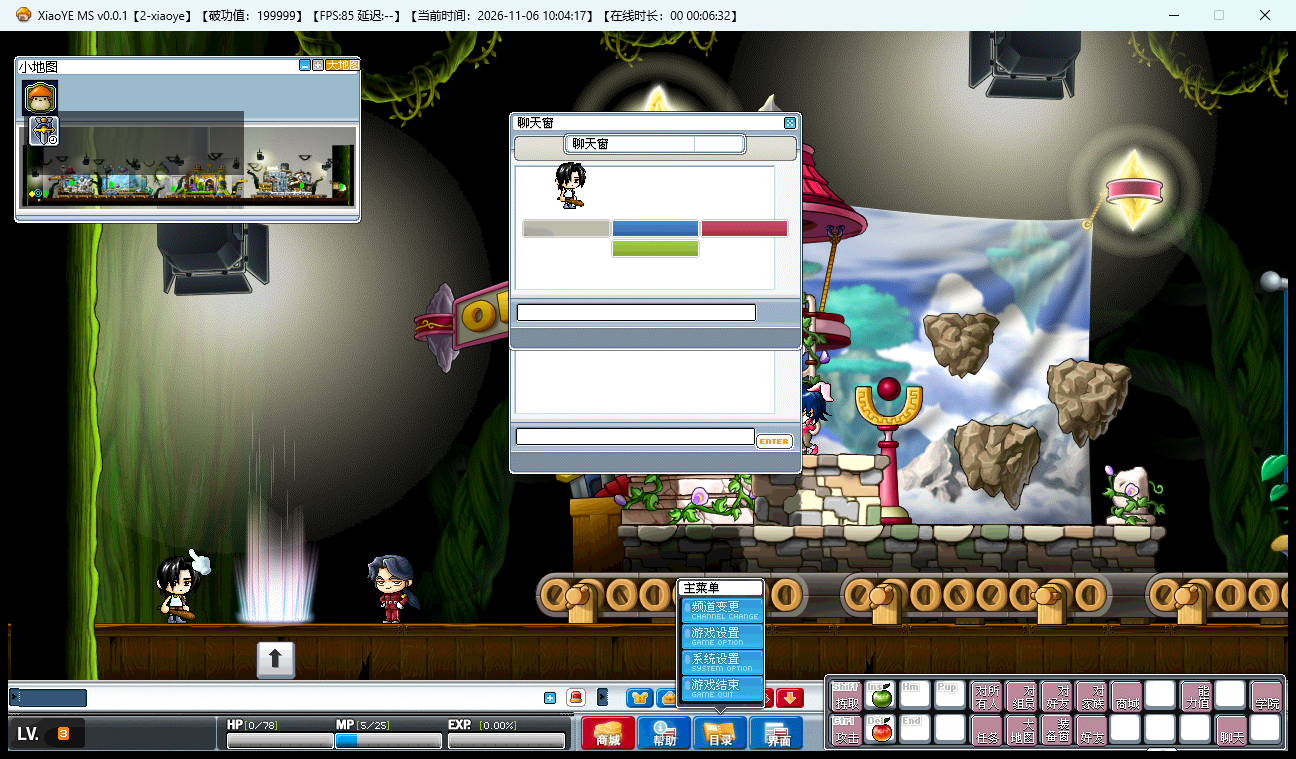 XiaoYE MS v0.0.1【2-xiaoye】【破功值：199999】【FPS:85 延迟:--】【当前时间：2026-11-06 10:04:17】【在线时长：00 00:06:32】
小地图
大地图
聊天窗
聊天窗
ENTER
主菜单
频道变更
CHANNEL CHANGE
游戏设置
GAME OPTION
系统设置
SYSTEM OPTION
游戏结束
GAME QUIT
LV. 3
HP[0/78] MP[5/25] EXP. [0.00%]
商城 帮助 目录 界面
Shift Ins Hm Pup 对所有人 对组员 对好友 对家族 商城 能力值 学院
拣取
Ctrl Del End 任务 大地图 装备窗 好友 聊天
攻击